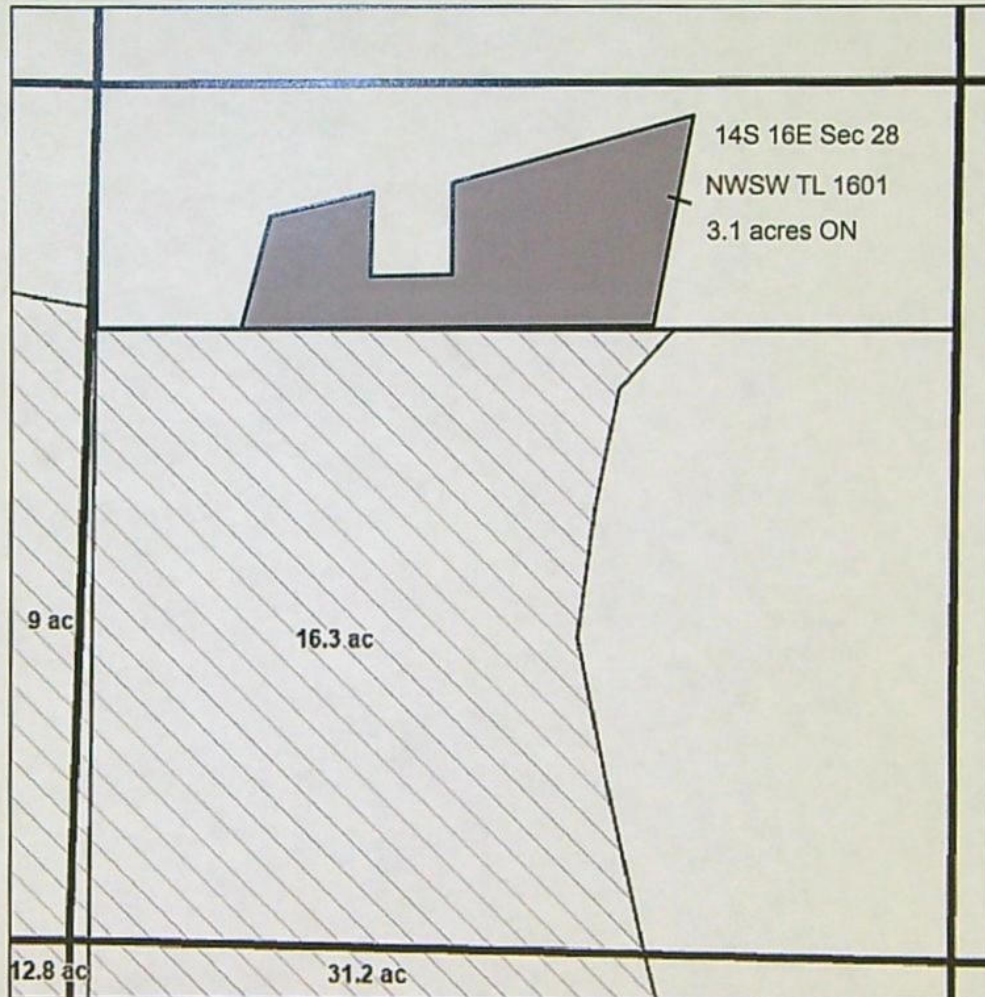 14S 16E Sec 28
NWSW TL 1601
3.1 acres ON
9 ac
16.3 ac
12.8 ac
31.2 ac